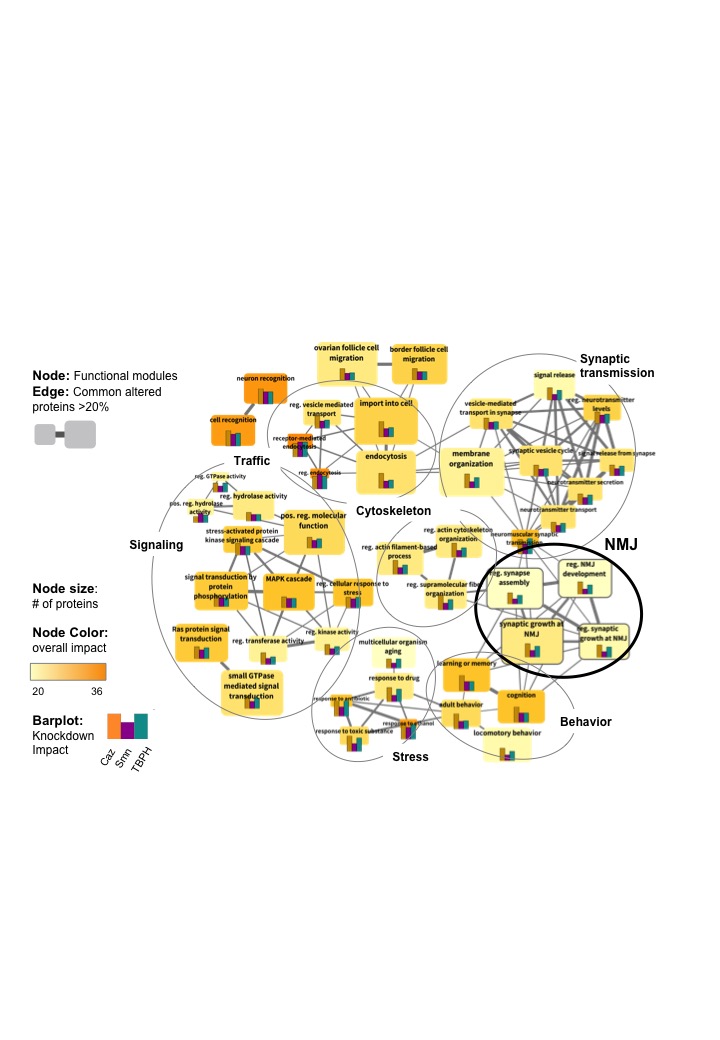 Node: Functional modules
Edge: Common altered
proteins >20%
Node size:
# of proteins
Node Color:
overall impact
20 36
Barplot:
Knockdown
Impact
Caz
Smn
TBPH
ovarian follicle cell
migration
border follicle cell
migration
neuron recognition
cell recognition
reg. vesicle mediated
transport
import into cell
receptor-mediated
endocytosis
endocytosis
reg. endocytosis
Traffic
Synaptic
transmission
signal release
vesicle-mediated
transport in synapse
reg. neurotransmitter
levels
membrane
organization
synaptic vesicle cycle
signal release from synapse
neurotransmitter secretion
neurotransmitter transport
neuromuscular synaptic
transmission
Cytoskeleton
reg. actin cytoskeleton
organization
reg. actin filament-based
process
reg. supramolecular fiber
organization
Signaling
reg. GTPase activity
reg. hydrolase activity
pos. reg. hydrolase
activity
pos. reg. molecular
function
stress-activated protein
kinase signaling cascade
signal transduction by
protein
phosphorylation
MAPK cascade
reg. cellular response to
stress
Ras protein signal
transduction
reg. transferase activity
reg. kinase activity
small GTPase
mediated signal
transduction
NMJ
reg. synapse
assembly
reg. NMJ
development
synaptic growth at
NMJ
reg. synaptic
growth at NMJ
multicellular organism
aging
response to drug
response to antibiotic
response to ethanol
response to toxic substance
Stress
learning or memory
cognition
adult behavior
locomotory behavior
Behavior